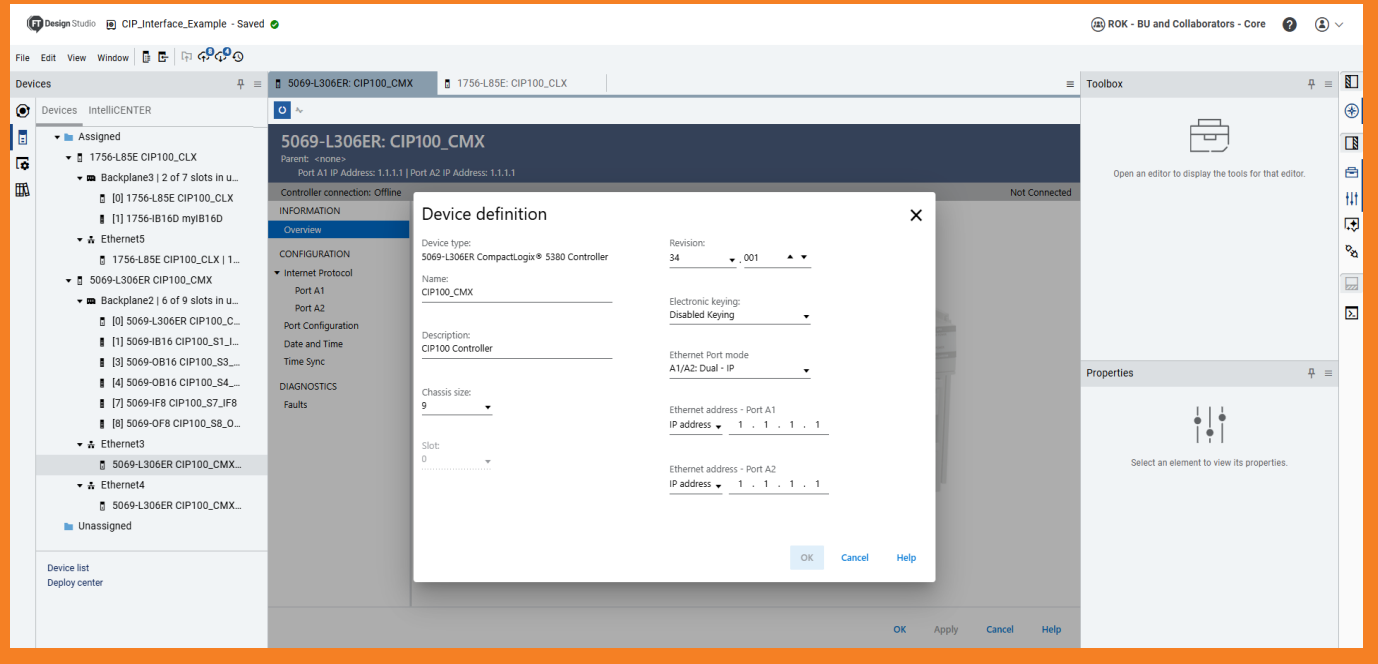 FT Design Studio CIP_Interface_Example - Saved ROK - BU and Collaborators - Core ?
File Edit View Window 8 4
Devices
5069-L306ER: CIP100_CMX 1756-L85E: CIP100_CLX
Toolbox
Devices IntelliCENTER
Assigned
1756-L85E CIP100_CLX
Backplane3 | 2 of 7 slots in u...
[0] 1756-L85E CIP100_CLX
[1] 1756-IB16D myIB16D
Ethernet5
1756-L85E CIP100_CLX | 1...
5069-L306ER CIP100_CMX
Backplane2 | 6 of 9 slots in u...
[0] 5069-L306ER CIP100_C...
[1] 5069-IB16 CIP100_S1_I...
[3] 5069-OB16 CIP100_S3_...
[4] 5069-OB16 CIP100_S4_...
[7] 5069-IF8 CIP100_S7_IF8
[8] 5069-OF8 CIP100_S8_O...
Ethernet3
5069-L306ER CIP100_CMX...
Ethernet4
5069-L306ER CIP100_CMX...
Unassigned
Device list
Deploy center
5069-L306ER: CIP100_CMX
Parent: <none>
Port A1 IP Address: 1.1.1.1 | Port A2 IP Address: 1.1.1.1
Controller connection: Offline Not Connected
INFORMATION
Overview
CONFIGURATION
Internet Protocol
Port A1
Port A2
Port Configuration
Date and Time
Time Sync
DIAGNOSTICS
Faults
Device definition
Device type:
5069-L306ER CompactLogix® 5380 Controller
Name:
CIP100_CMX
Description:
CIP100 Controller
Chassis size:
9
Slot:
0
Revision:
34 . 001
Electronic keying:
Disabled Keying
Ethernet Port mode
A1/A2: Dual - IP
Ethernet address - Port A1
IP address 1 . 1 . 1 . 1
Ethernet address - Port A2
IP address 1 . 1 . 1 . 1
OK Cancel Help
OK Apply Cancel Help
Open an editor to display the tools for that editor.
Properties
Select an element to view its properties.